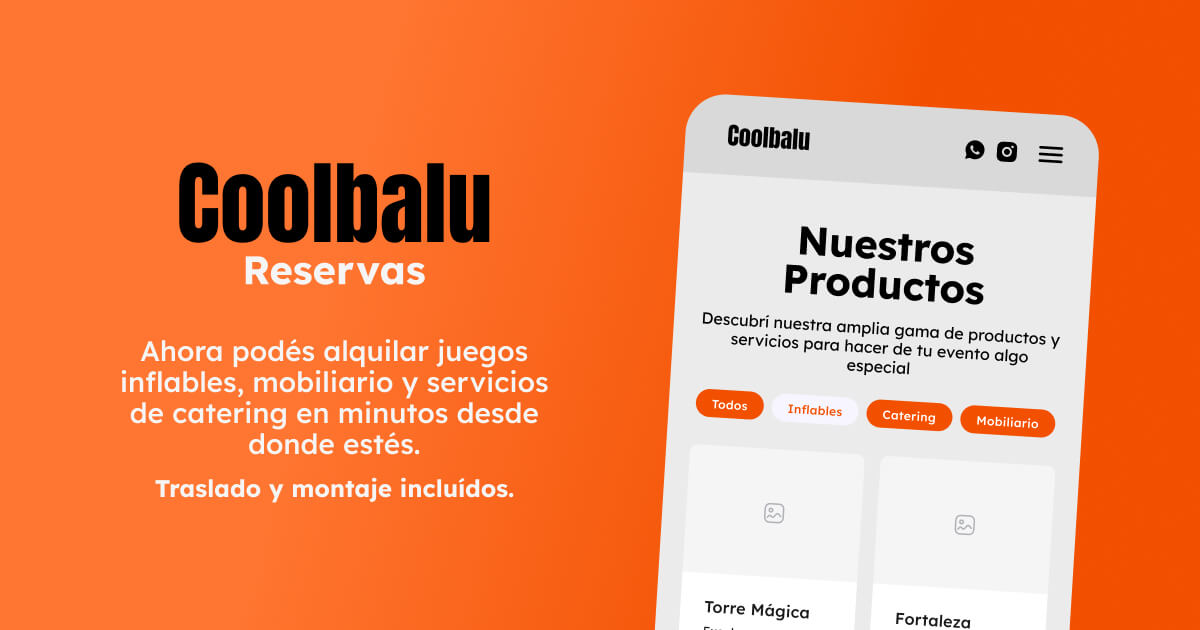 Coolbalu
Reservas
Ahora podés alquilar juegos
inflables, mobiliario y servicios
de catering en minutos desde
donde estés.
Traslado y montaje incluídos.
Coolbalu
Nuestros
Productos
Descubrí nuestra amplia gama de productos y
servicios para hacer de tu evento algo
especial
Todos
Inflables
Catering
Mobiliario
Torre Mágica
Fortaleza